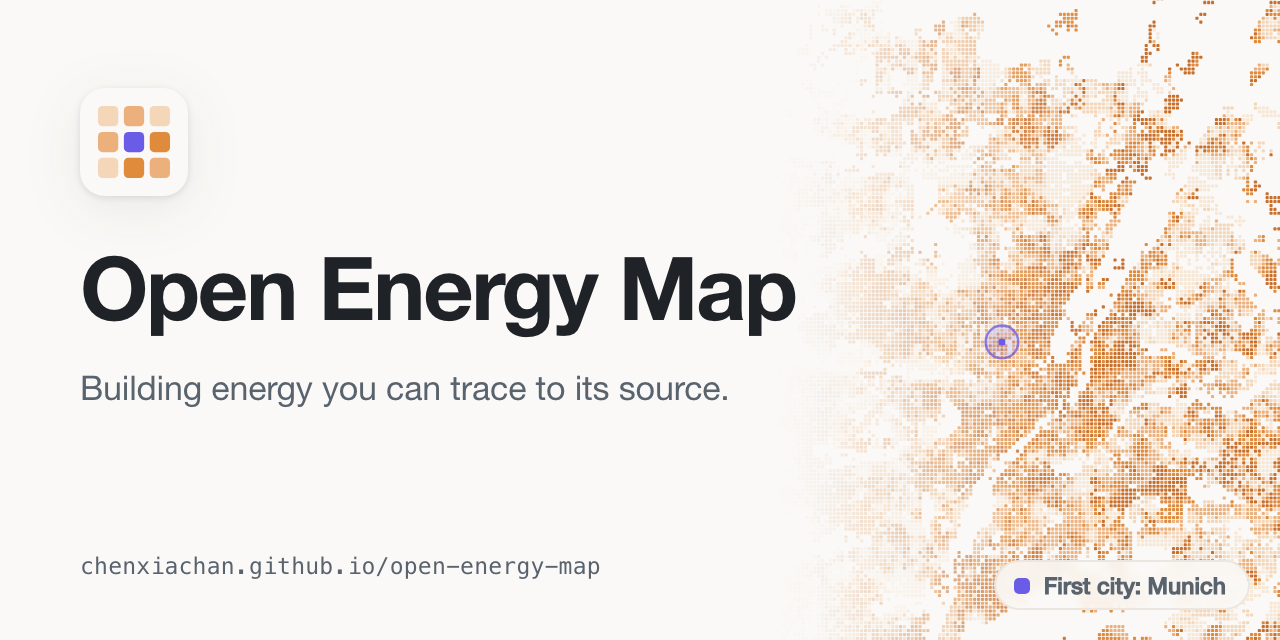 Open Energy Map
Building energy you can trace to its source.
chenxiachan.github.io/open-energy-map
First city: Munich